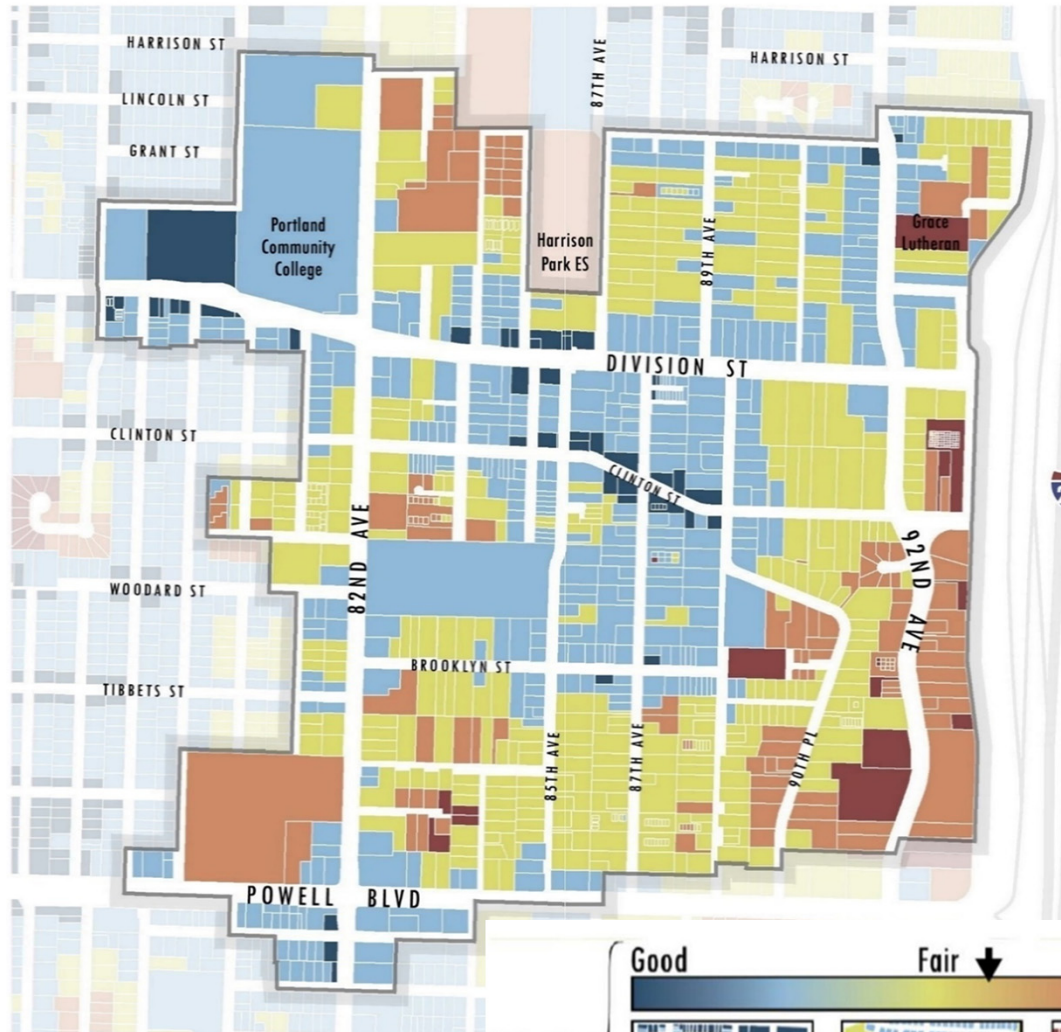 HARRISON ST
87TH AVE
HARRISON ST
LINCOLN ST
GRANT ST
Portland
Community
College
Harrison
Park ES
89TH AVE
Grace
Lutheran
DIVISION ST
CLINTON ST
CLINTON ST
82ND AVE
92ND AVE
WOODARD ST
BROOKLYN ST
TIBBETS ST
85TH AVE
87TH AVE
90TH PL
POWELL BLVD
Good
Fair